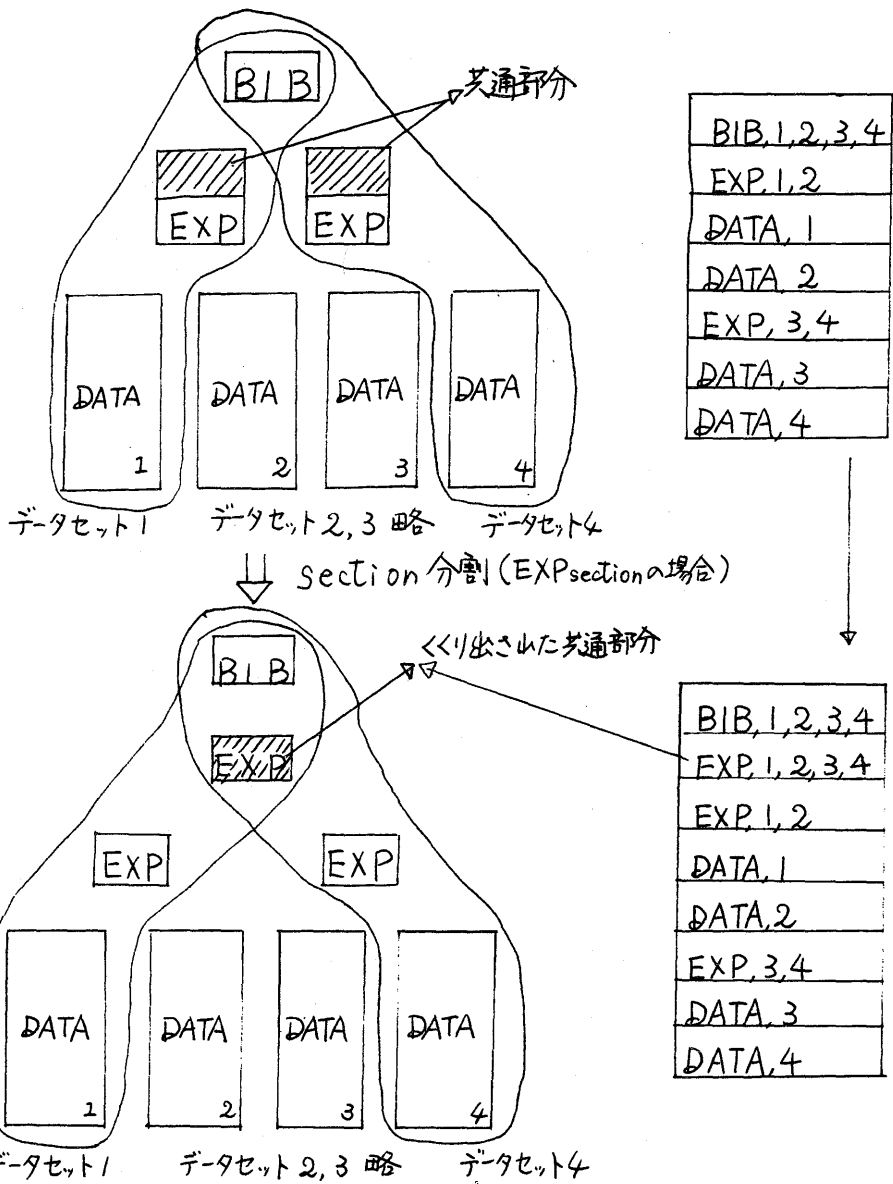 BIB
共通部分
EXP
EXP
DATA
1
DATA
2
DATA
3
DATA
4
データセット1
データセット2,3 略
データセット4
BIB,1,2,3,4
EXP,1,2
DATA,1
DATA,2
EXP,3,4
DATA,3
DATA,4
section 分割(EXPsectionの場合)
BIB
くくり出された共通部分
EXP
EXP
EXP
DATA
1
DATA
2
DATA
3
DATA
4
データセット1
データセット2,3 略
データセット4
BIB,1,2,3,4
EXP,1,2,3,4
EXP,1,2
DATA,1
DATA,2
EXP,3,4
DATA,3
DATA,4